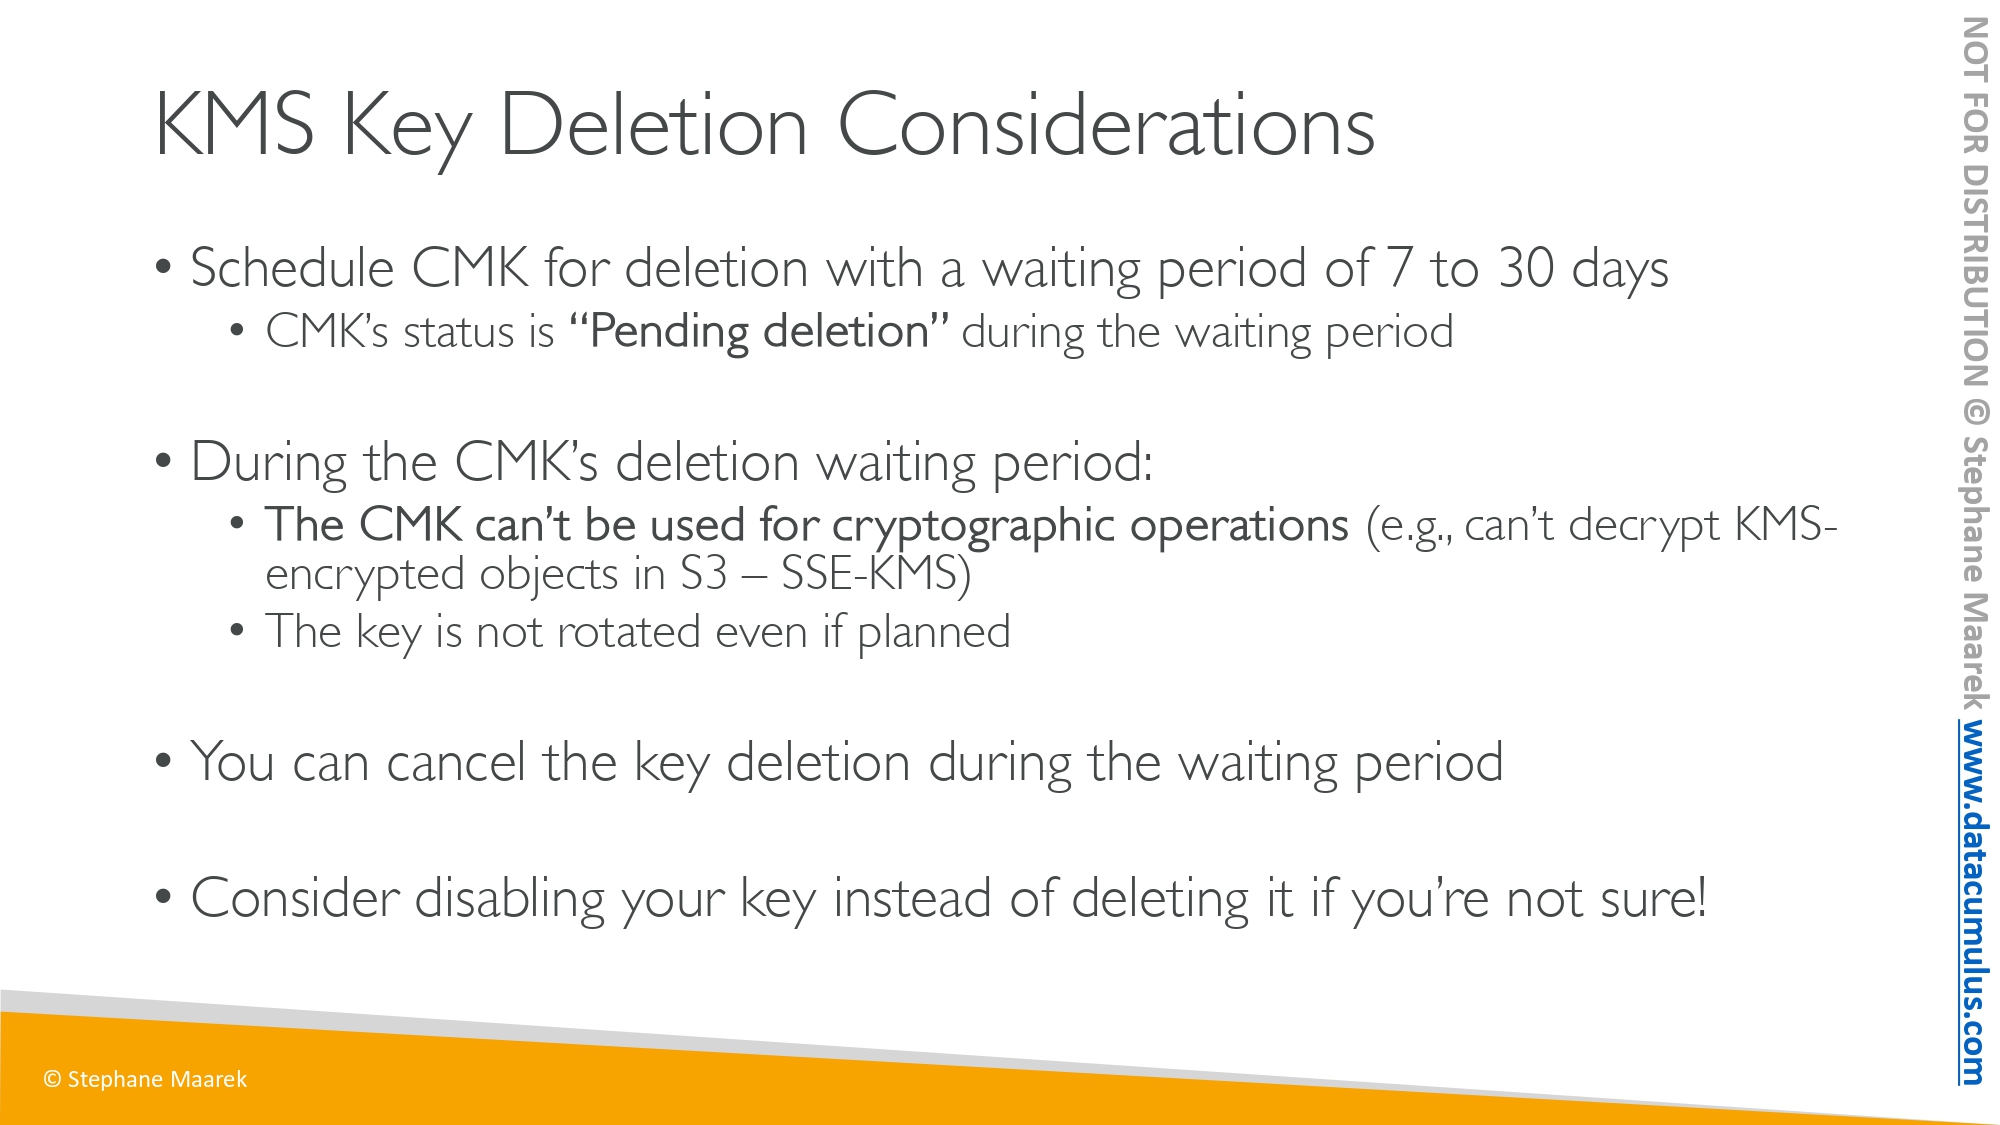 KMS Key Deletion Considerations
• Schedule CMK for deletion with a waiting period of 7 to 30 days
• CMK’s status is “Pending deletion” during the waiting period
• During the CMK’s deletion waiting period:
• The CMK can’t be used for cryptographic operations (e.g., can’t decrypt KMS-
encrypted objects in S3 – SSE-KMS)
• The key is not rotated even if planned
• You can cancel the key deletion during the waiting period
• Consider disabling your key instead of deleting it if you’re not sure!
© Stephane Maarek
NOT FOR DISTRIBUTION © Stephane Maarek www.datacumulus.com